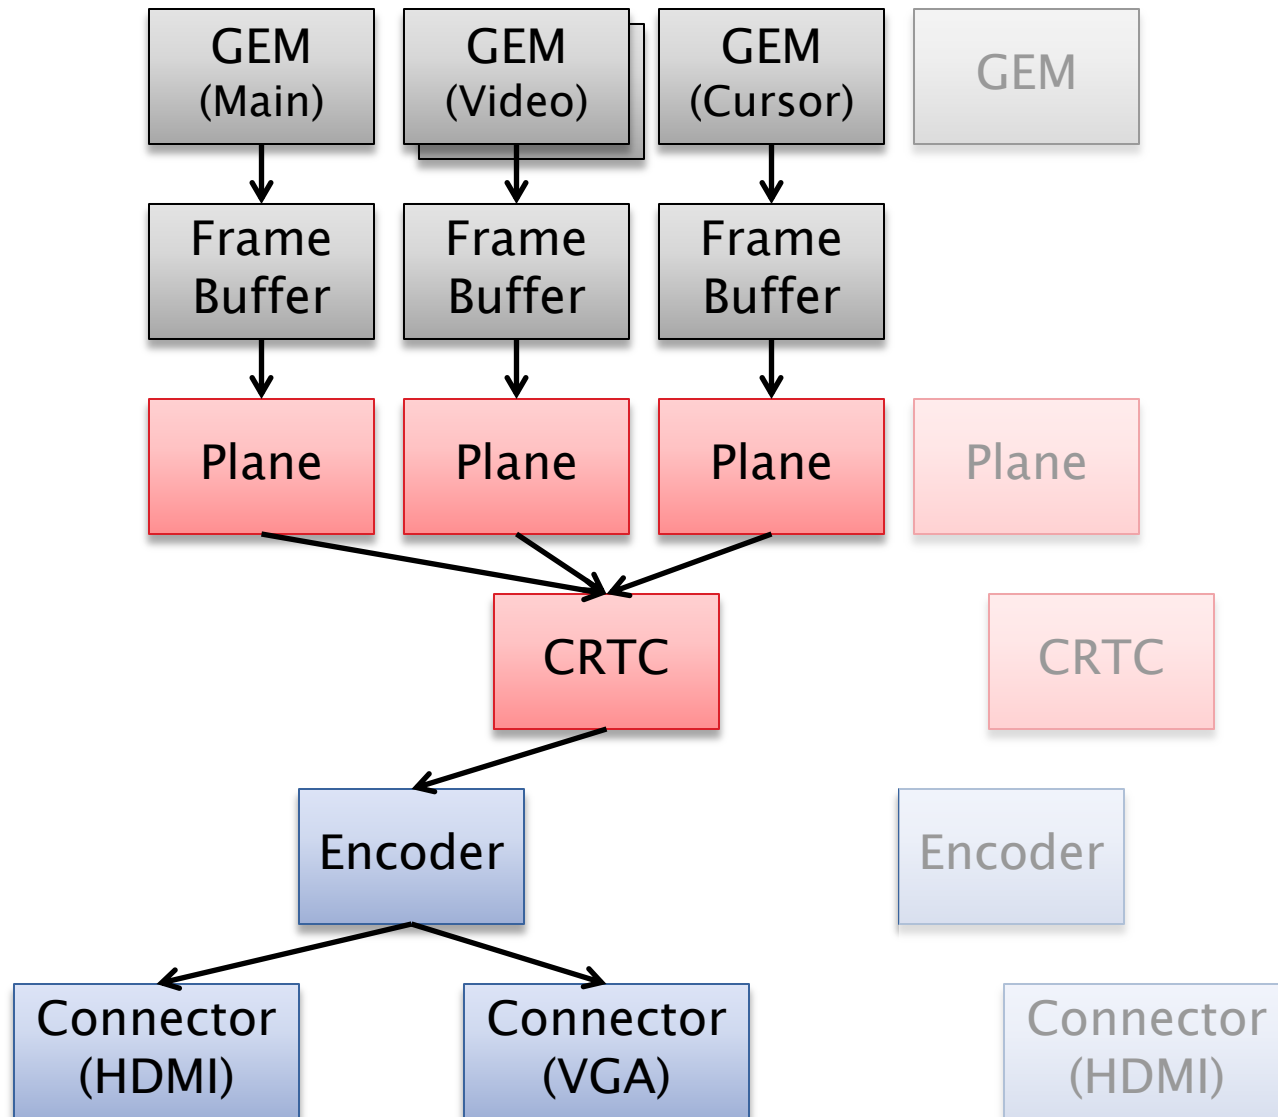 GEM
(Main)
GEM
(Video)
GEM
(Cursor)
GEM
Frame
Buffer
Frame
Buffer
Frame
Buffer
Plane
Plane
Plane
Plane
CRTC
CRTC
Encoder
Encoder
Connector
(HDMI)
Connector
(VGA)
Connector
(HDMI)